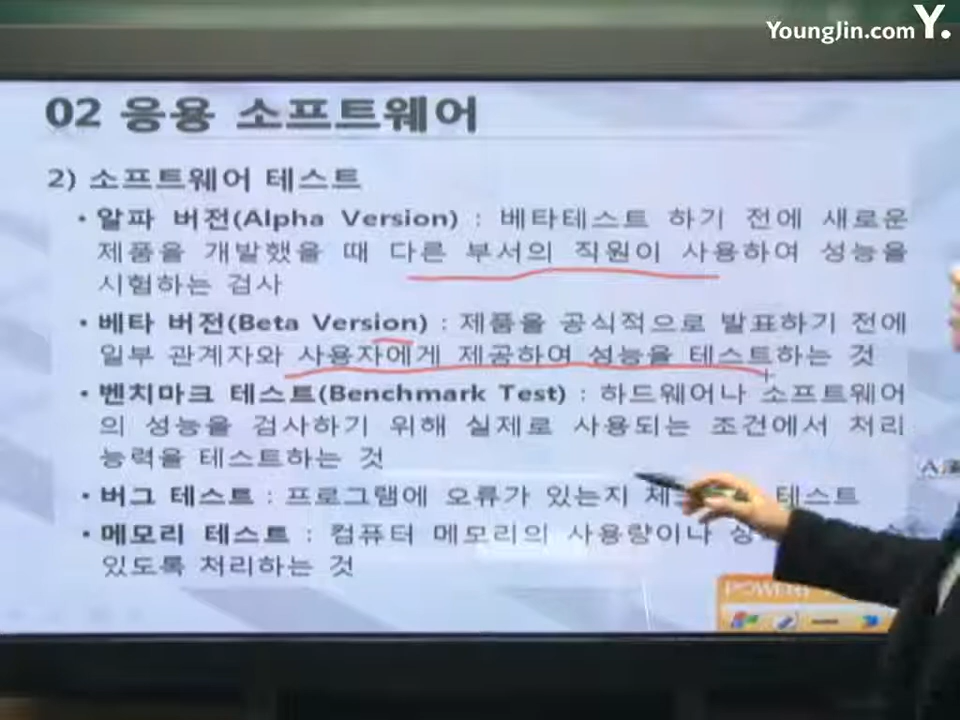 YoungJin.com Y.
02 응용 소프트웨어
2) 소프트웨어 테스트
• 알파 버전(Alpha Version) : 베타테스트 하기 전에 새로운
제품을 개발했을 때 다른 부서의 직원이 사용하여 성능을
시험하는 검사
• 베타 버전(Beta Version) : 제품을 공식적으로 발표하기 전에
일부 관계자와 사용자에게 제공하여 성능을 테스트하는 것
• 벤치마크 테스트(Benchmark Test) : 하드웨어나 소프트웨어
의 성능을 검사하기 위해 실제로 사용되는 조건에서 처리
능력을 테스트하는 것
• 버그 테스트 : 프로그램에 오류가 있는지 테스트
• 메모리 테스트 : 컴퓨터 메모리의 사용량이나
있도록 처리하는 것